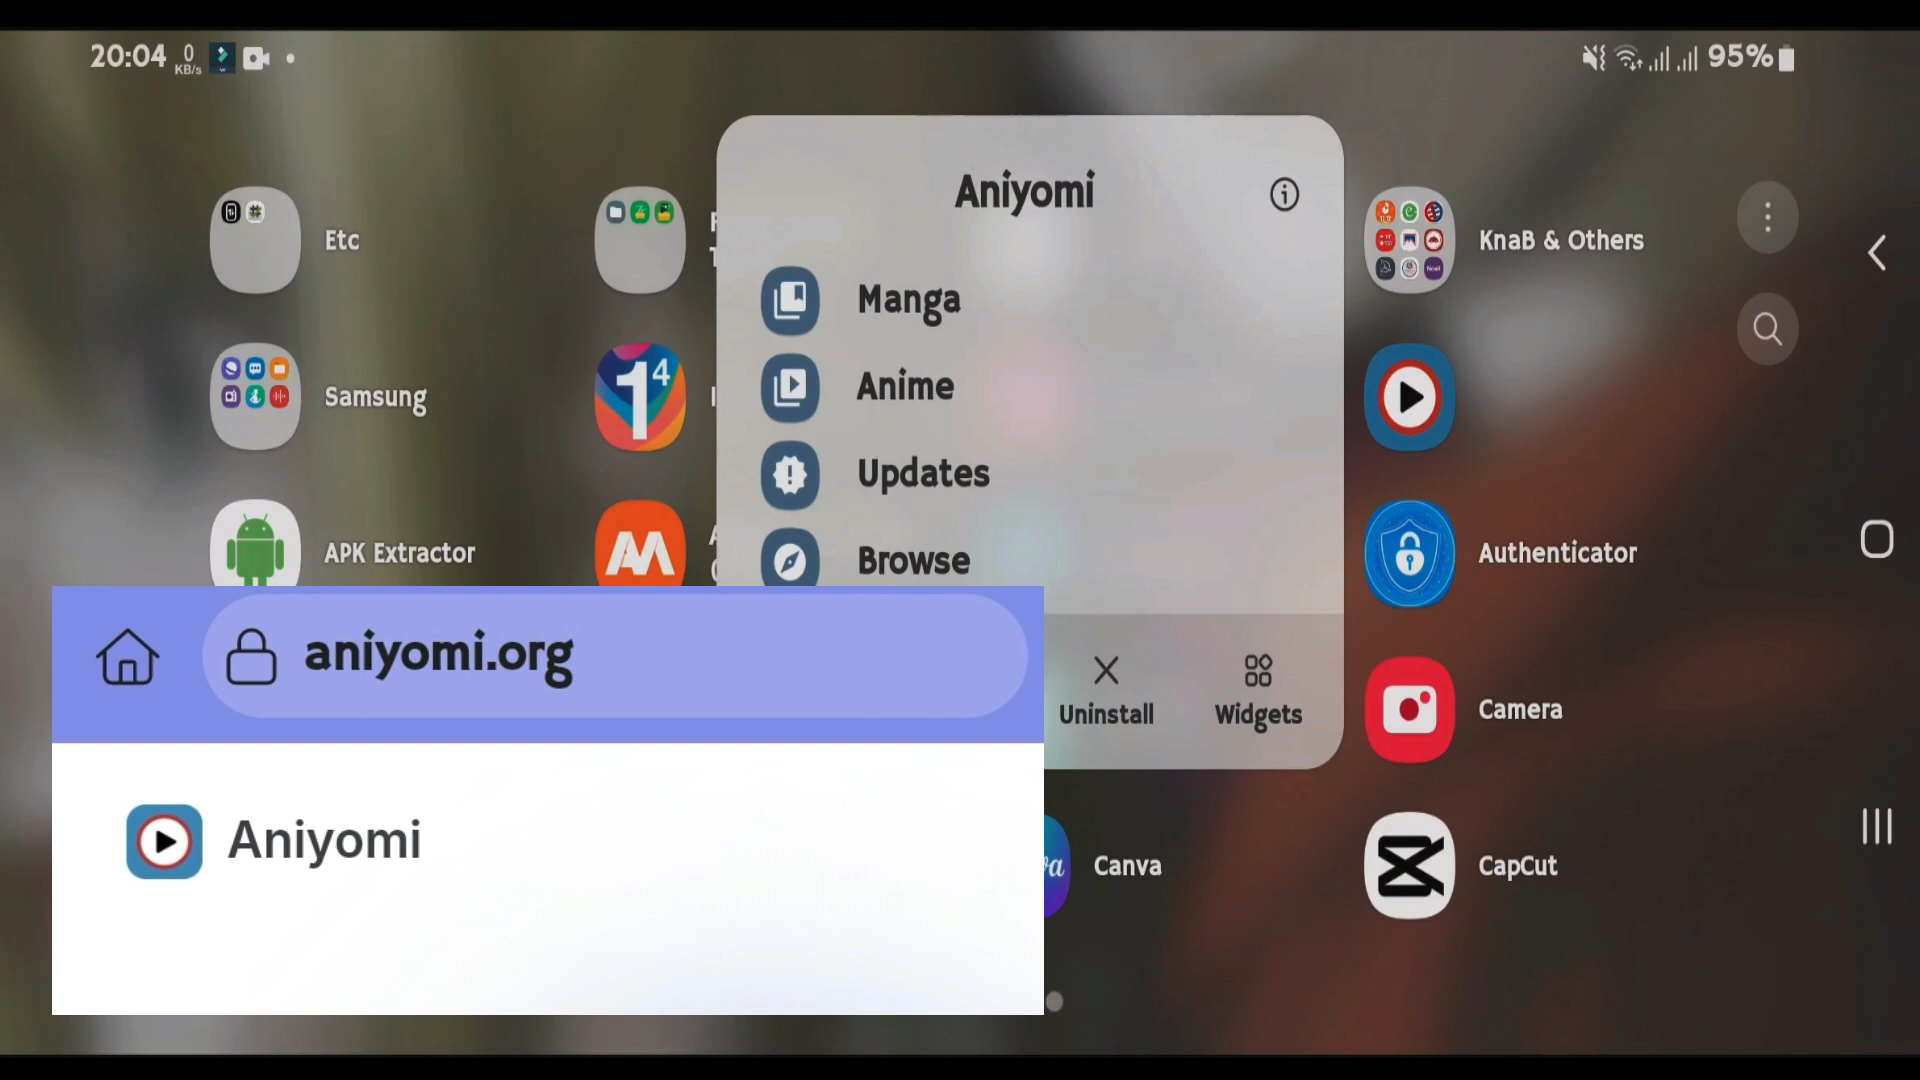 20:04
0
KB/s
95%
Aniyomi
Etc
KnaB & Others
Manga
Samsung
14
Anime
Updates
APK Extractor
Browse
Authenticator
aniyomi.org
Uninstall
Widgets
Camera
Aniyomi
Canva
CapCut